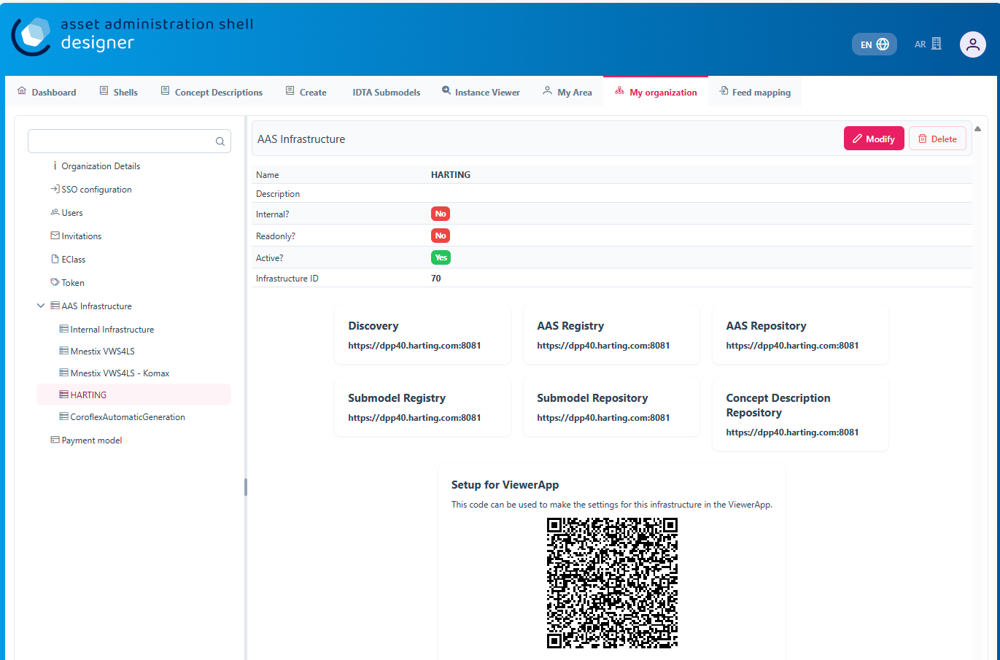 asset administration shell
designer
EN
AR
Dashboard
Shells
Concept Descriptions
Create
IDTA Submodels
Instance Viewer
My Area
My organization
Feed mapping
Organization Details
SSO configuration
Users
Invitations
EClass
Token
AAS Infrastructure
Internal Infrastructure
Mnestix VWS4LS
Mnestix VWS4LS - Komax
HARTING
CoroflexAutomaticGeneration
Payment model
AAS Infrastructure
Modify
Delete
Name HARTING
Description
Internal? No
Readonly? No
Active? Yes
Infrastructure ID 70
Discovery
https://dpp40.harting.com:8081
AAS Registry
https://dpp40.harting.com:8081
AAS Repository
https://dpp40.harting.com:8081
Submodel Registry
https://dpp40.harting.com:8081
Submodel Repository
https://dpp40.harting.com:8081
Concept Description
Repository
https://dpp40.harting.com:8081
Setup for ViewerApp
This code can be used to make the settings for this infrastructure in the ViewerApp.